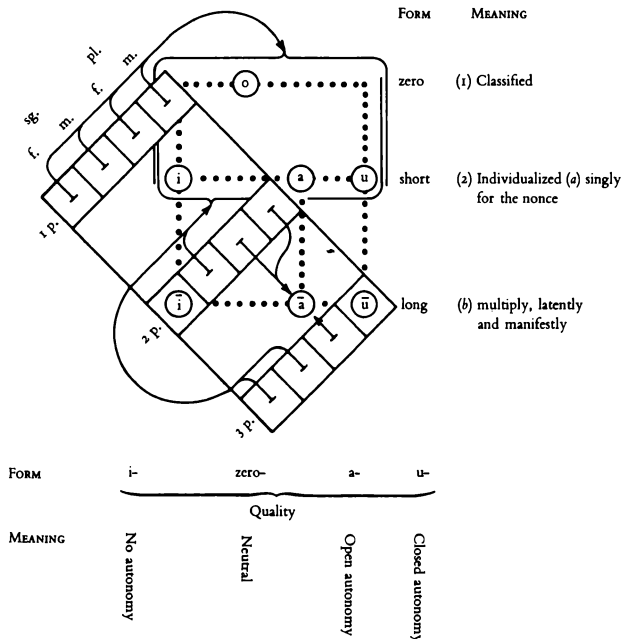 FORM MEANING
pl.
m.
f.
sg.
m.
f.
o
zero (1) Classified
i a u
short (2) Individualized (a) singly
for the nonce
1 p.
ī ā ū
long (b) multiply, latently
and manifestly
2 p.
3 p.
FORM i- zero- a- u-
Quality
MEANING No autonomy Neutral Open autonomy Closed autonomy